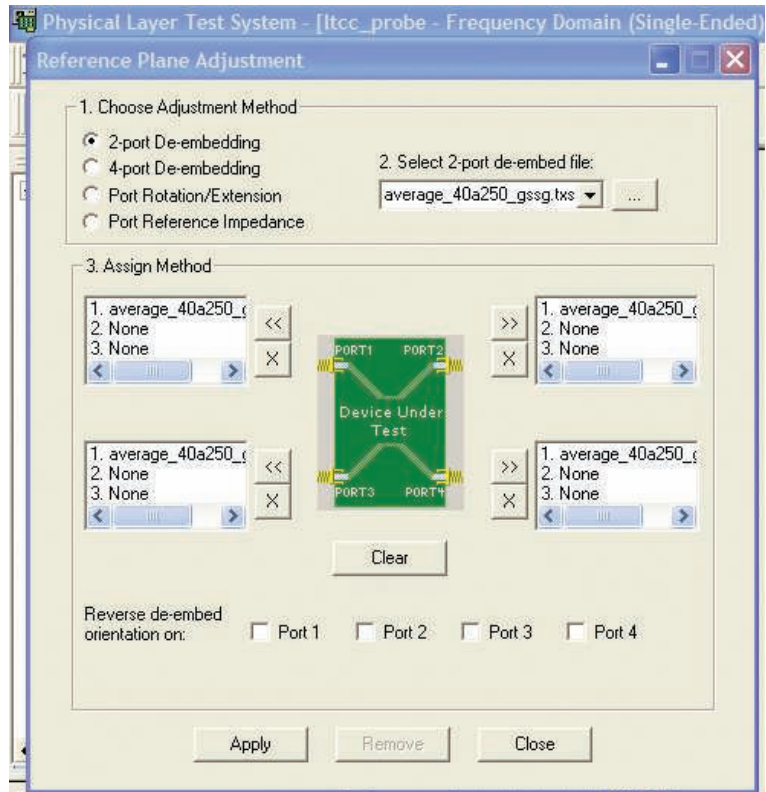 Physical Layer Test System - [ltcc_probe - Frequency Domain (Single-Ended)
Reference Plane Adjustment
1. Choose Adjustment Method
2-port De-embedding
4-port De-embedding
Port Rotation/Extension
Port Reference Impedance
2. Select 2-port de-embed file:
average_40a250_gssg.txs
...
3. Assign Method
1. average_40a250_g
2. None
3. None
<<
X
>>
X
1. average_40a250_g
2. None
3. None
PORT1 PORT2
Device Under
Test
PORT3 PORT4
1. average_40a250_g
2. None
3. None
<<
X
>>
X
1. average_40a250_g
2. None
3. None
Clear
Reverse de-embed
orientation on:
Port 1 Port 2 Port 3 Port 4
Apply Remove Close